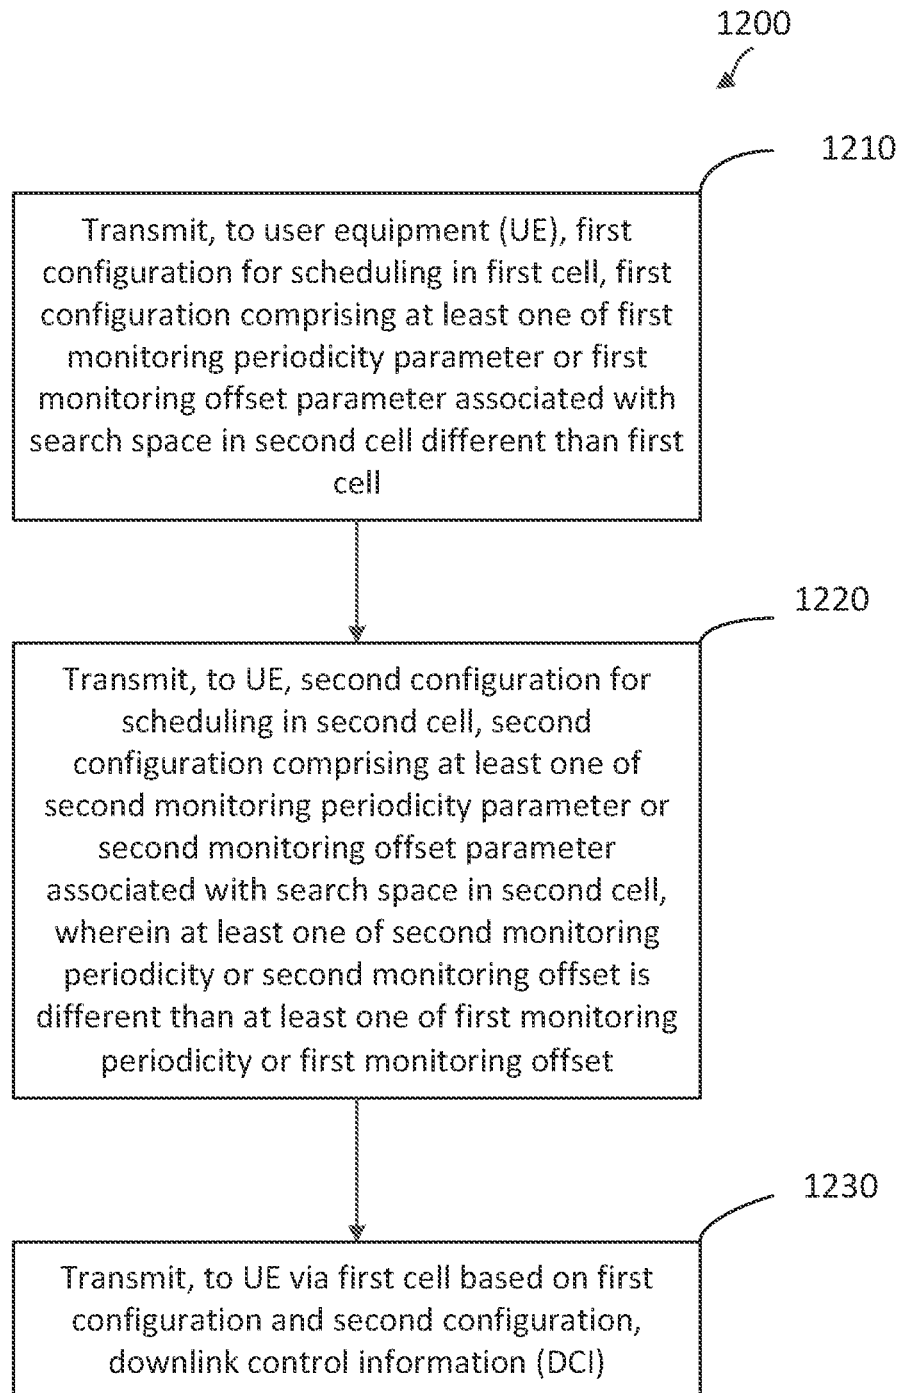 1200
1210
Transmit, to user equipment (UE), first
configuration for scheduling in first cell, first
configuration comprising at least one of first
monitoring periodicity parameter or first
monitoring offset parameter associated with
search space in second cell different than first
cell
1220
Transmit, to UE, second configuration for
scheduling in second cell, second
configuration comprising at least one of
second monitoring periodicity parameter or
second monitoring offset parameter
associated with search space in second cell,
wherein at least one of second monitoring
periodicity or second monitoring offset is
different than at least one of first monitoring
periodicity or first monitoring offset
1230
Transmit, to UE via first cell based on first
configuration and second configuration,
downlink control information (DCI)